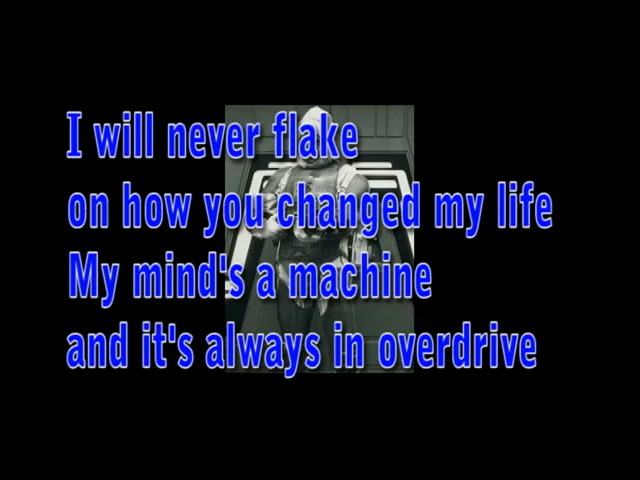 I will never flake
on how you changed my life
My mind's a machine
and it's always in overdrive